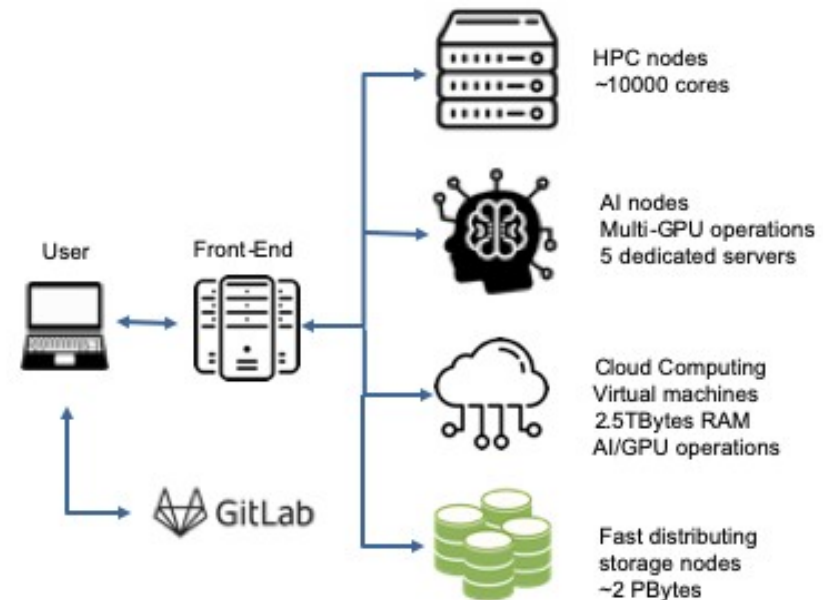 HPC nodes
~10000 cores
AI nodes
Multi-GPU operations
5 dedicated servers
User
Front-End
Cloud Computing
Virtual machines
2.5TBytes RAM
AI/GPU operations
GitLab
Fast distributing
storage nodes
~2 PBytes